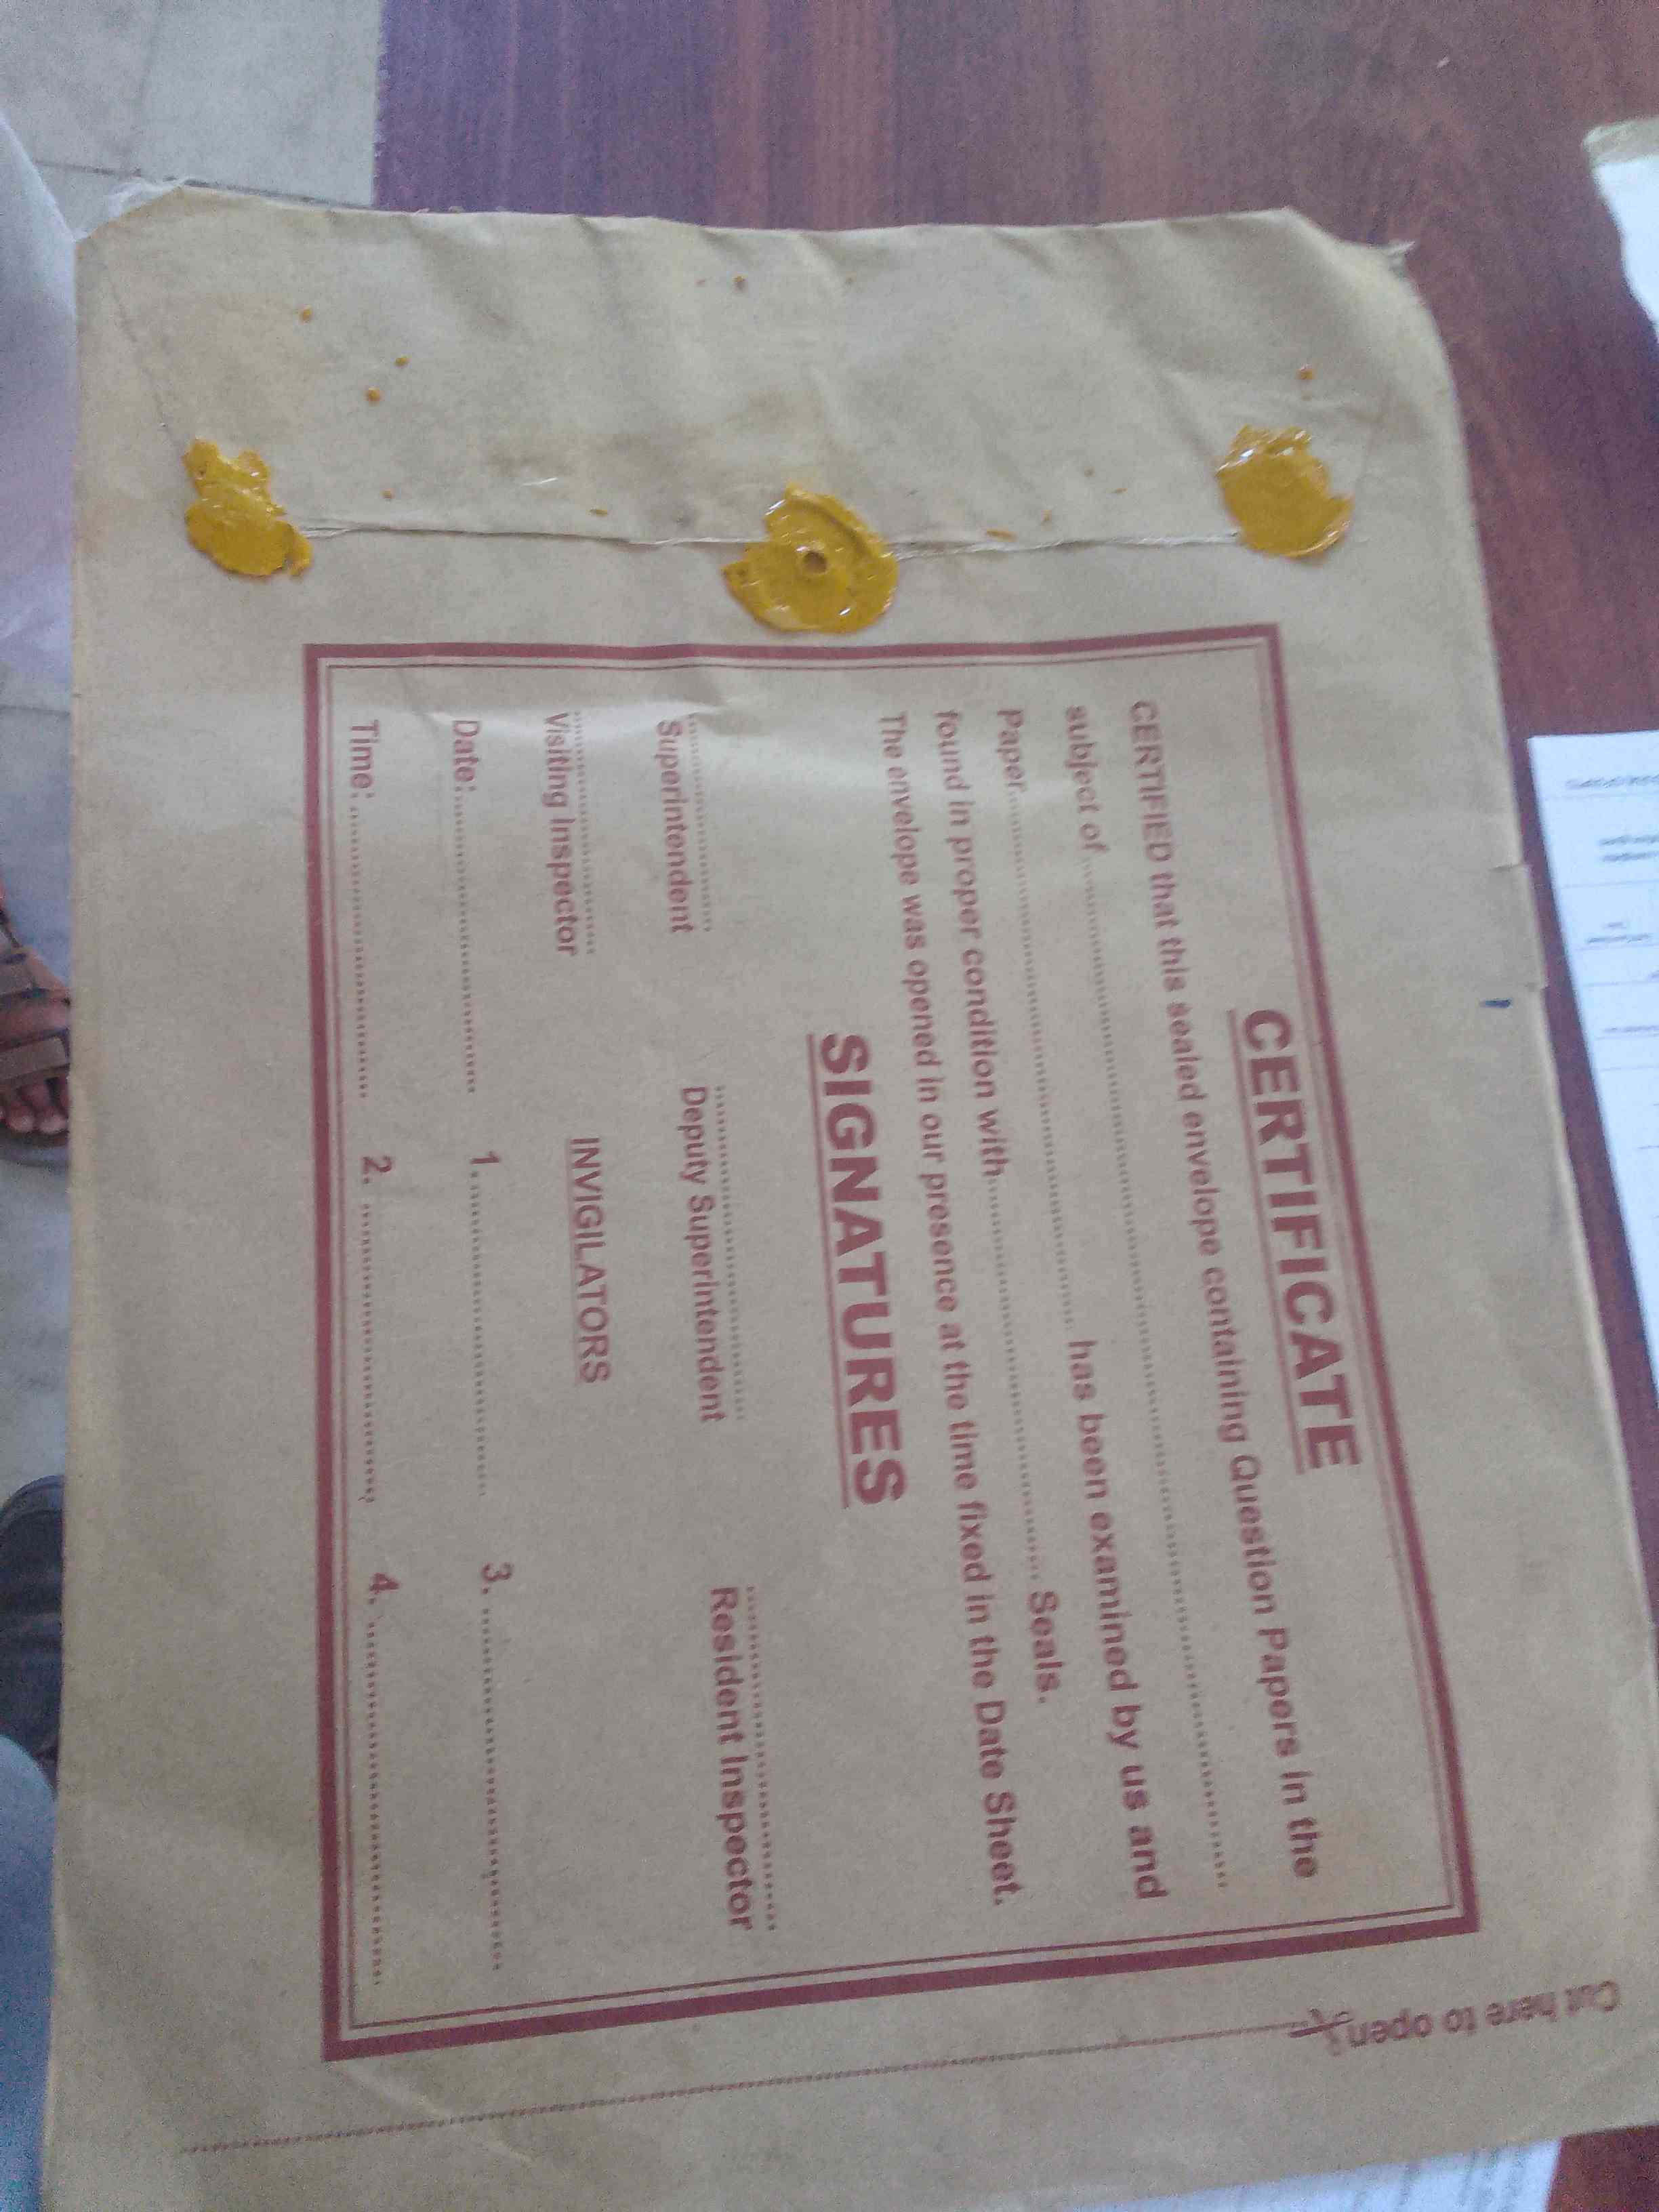 CERTIFICATE
CERTIFIED that this sealed envelope containing Question Papers in the
subject of ........................................................
Paper............................ has been examined by us and
found in proper condition with............................ Seals.
The envelope was opened in our presence at the time fixed in the Date Sheet.
SIGNATURES
Superintendent Deputy Superintendent Resident Inspector
Visiting Inspector INVIGILATORS
Date:.................... 1..................... 3. .....................
Time:.................... 2. ..................... 4. .....................
Cut here to open